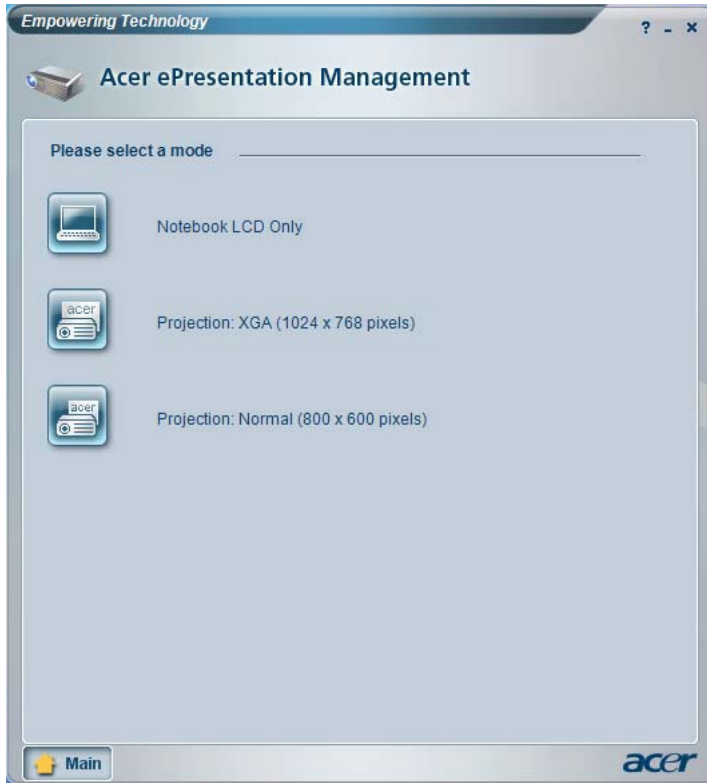 Empowering Technology
? - x
Acer ePresentation Management
Please select a mode
Notebook LCD Only
acer
Projection: XGA (1024 x 768 pixels)
acer
Projection: Normal (800 x 600 pixels)
Main
acer